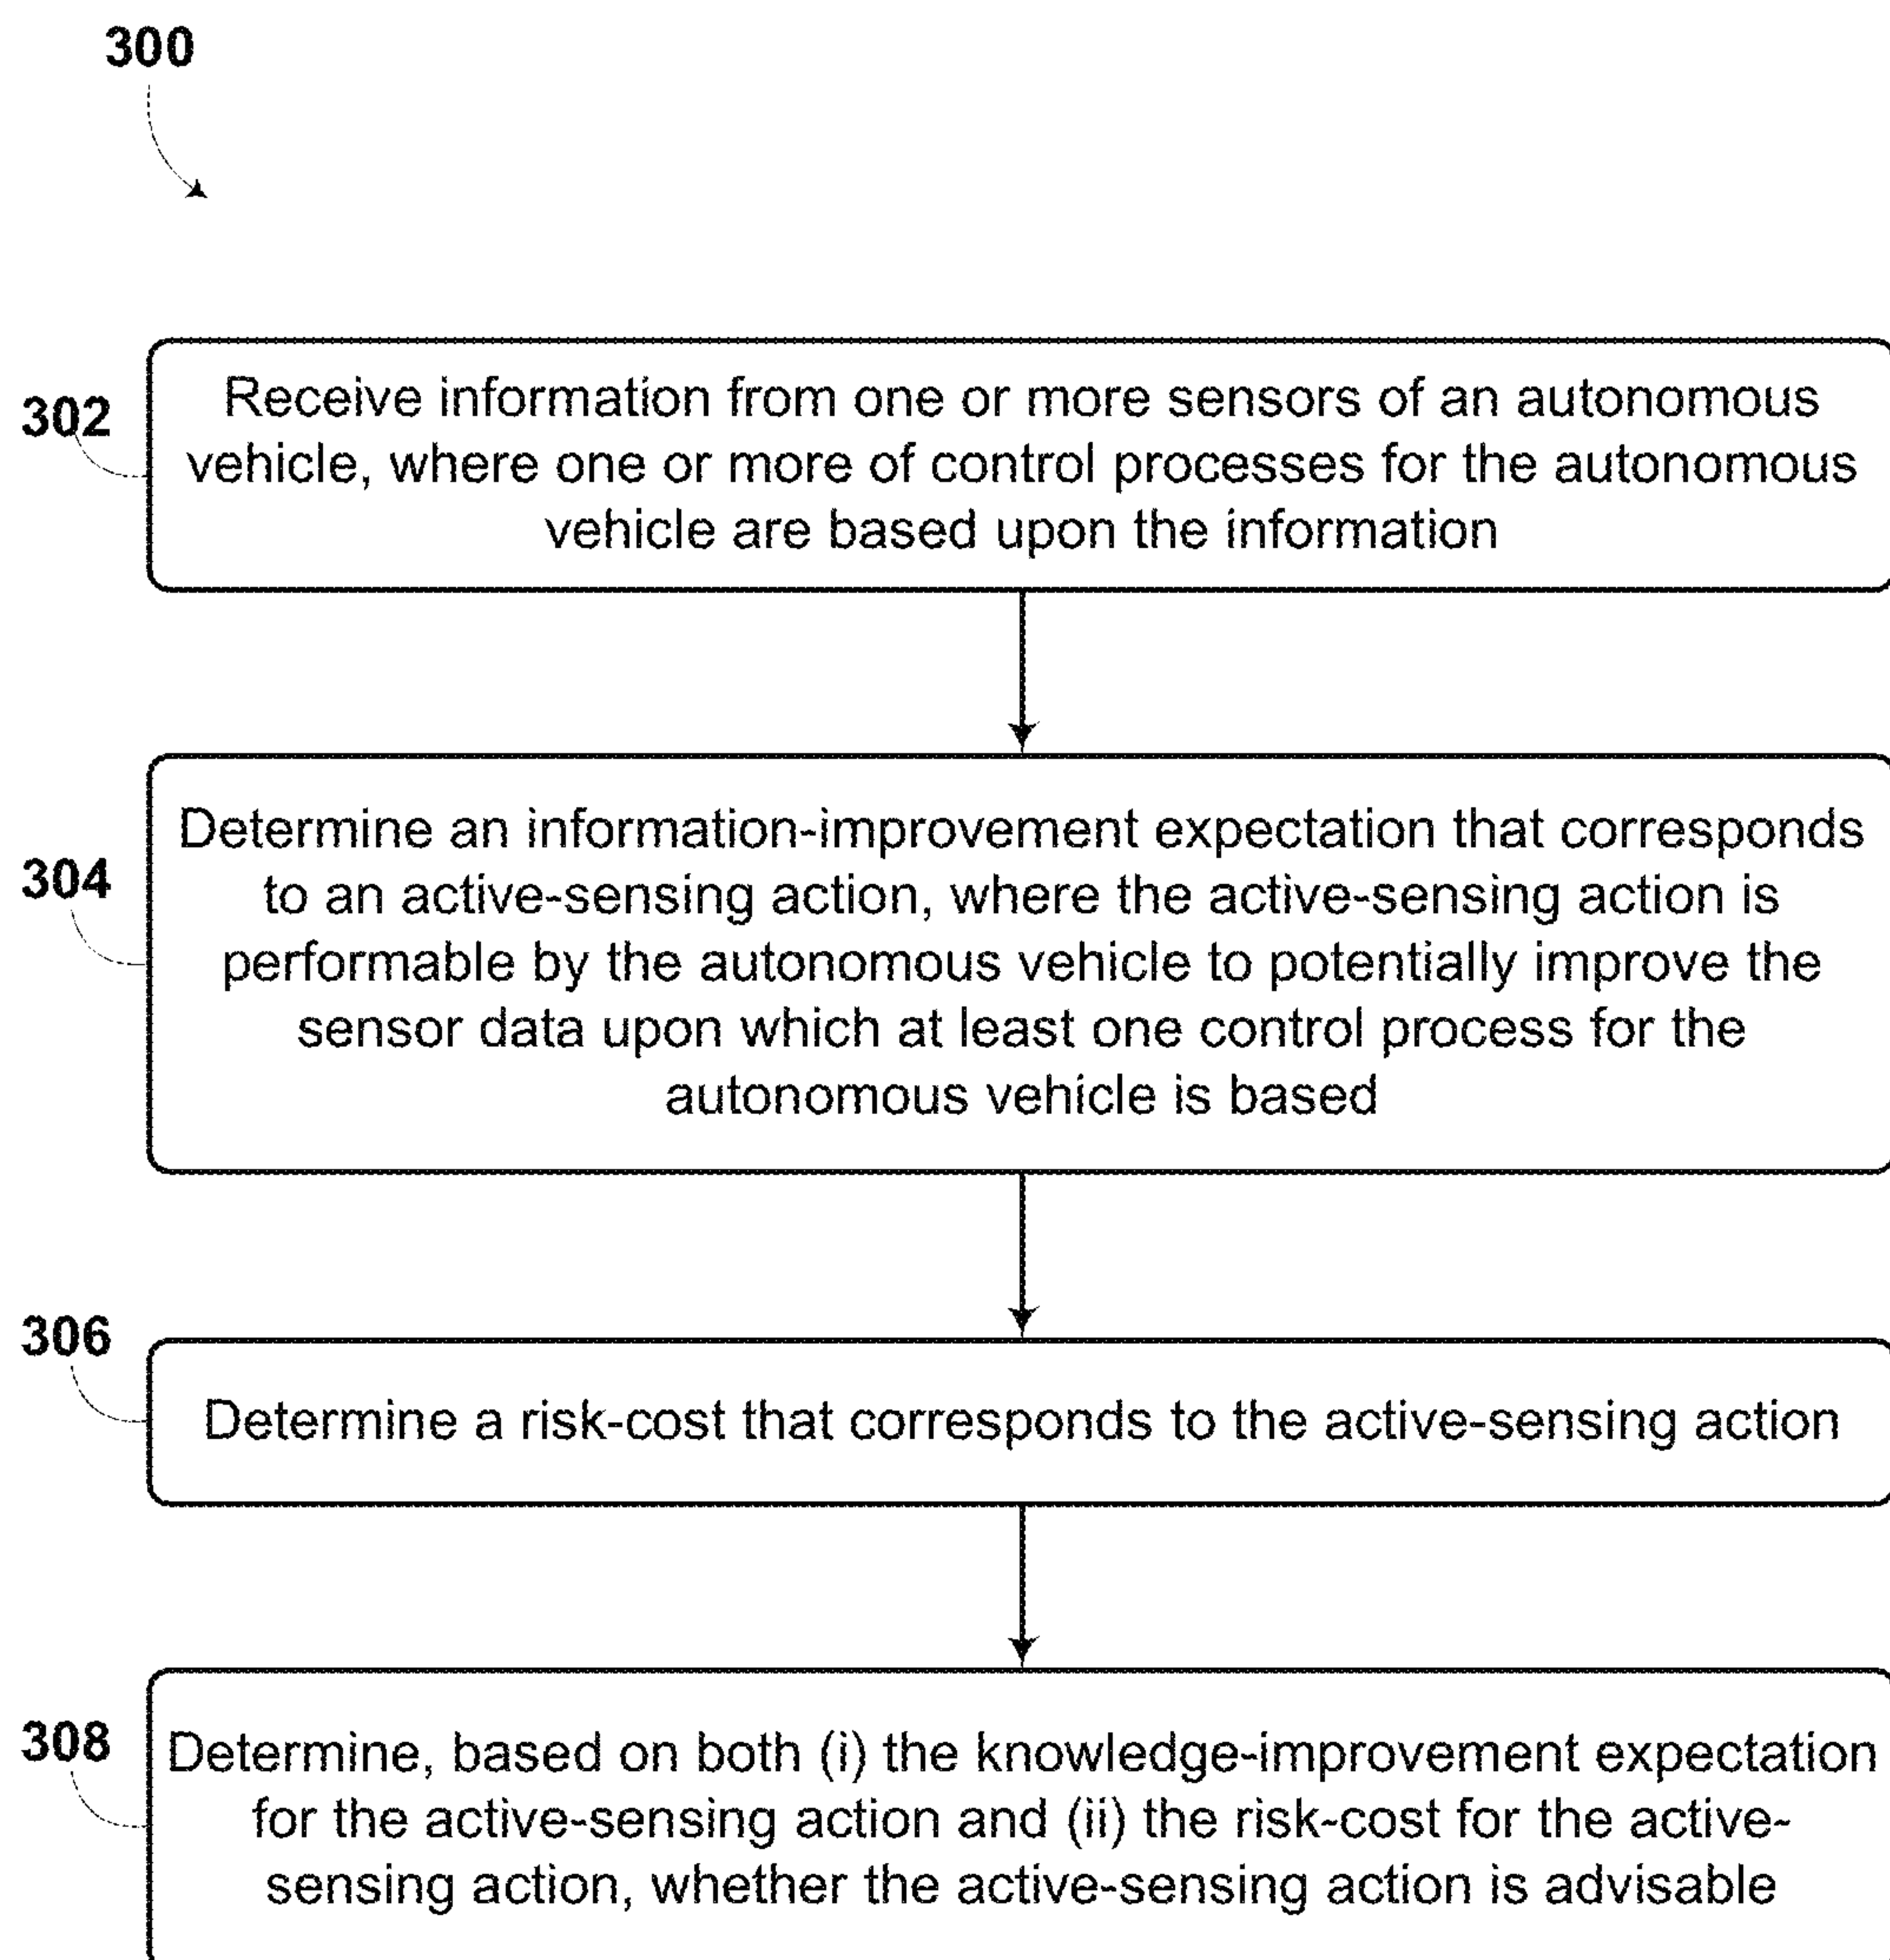 300
302
Receive information from one or more sensors of an autonomous
vehicle, where one or more of control processes for the autonomous
vehicle are based upon the information
304
Determine an information-improvement expectation that corresponds
to an active-sensing action, where the active-sensing action is
performable by the autonomous vehicle to potentially improve the
sensor data upon which at least one control process for the
autonomous vehicle is based
306
Determine a risk-cost that corresponds to the active-sensing action
308
Determine, based on both (i) the knowledge-improvement expectation
for the active-sensing action and (ii) the risk-cost for the active-
sensing action, whether the active-sensing action is advisable